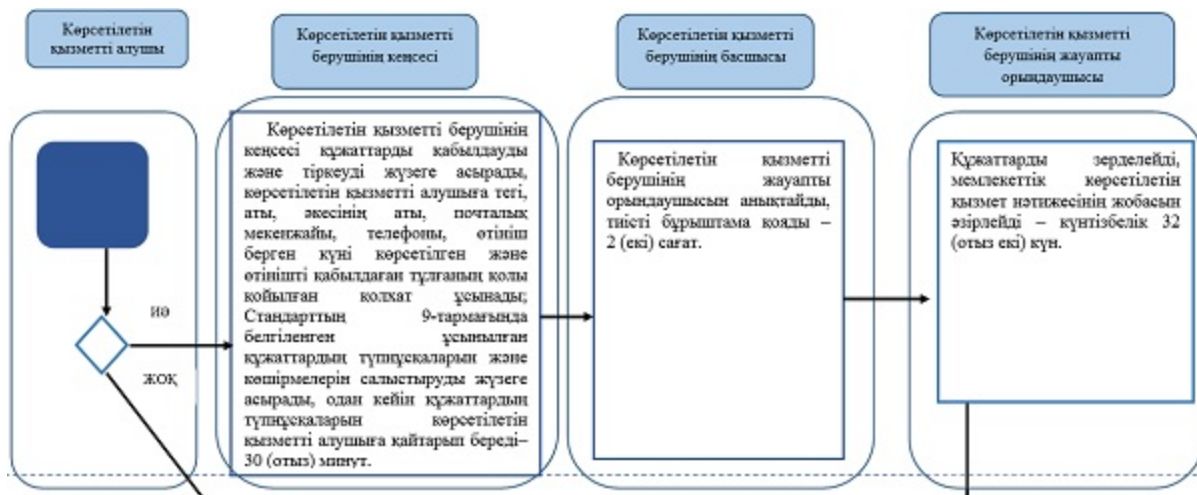 Көрсетілетін
қызметті алушы
Көрсетілетін қызметті
берушінің кеңсесі
Көрсетілетін қызметті
берушінің басшысы
Көрсетілетін қызметті
берушінің жауапты
орындаушысы
Көрсетілетін қызметті берушінің
кеңсесі құжаттарды қабылдауды
және тіркеуді жүзеге асырады,
көрсетілетін қызметті алушыға тегі,
аты, әкесінің аты, почталық
мекенжайы, телефоны, өтініш
берген күні көрсетілген және
өтінішті қабылдаған тұлғаның қолы
қойылған қолхат ұсынады;
Стандарттың 9-тармағында
белгіленген ұсынылған
құжаттардың түпнұсқаларын және
көшірмелерін салыстыруды жүзеге
асырады, одан кейін құжаттардың
түпнұсқаларын көрсетілетін
қызметті алушыға қайтарып береді–
30 (отыз) минут.
Көрсетілетін қызметті
берушінің жауапты
орындаушысын анықтайды,
тиісті бұрыштама қояды –
2 (екі) сағат.
Құжаттарды зерделейді,
мемлекеттік көрсетілетін
қызмет нәтижесінің жобасын
әзірлейді – күнтізбелік 32
(отыз екі) күн.
иә
жоқ